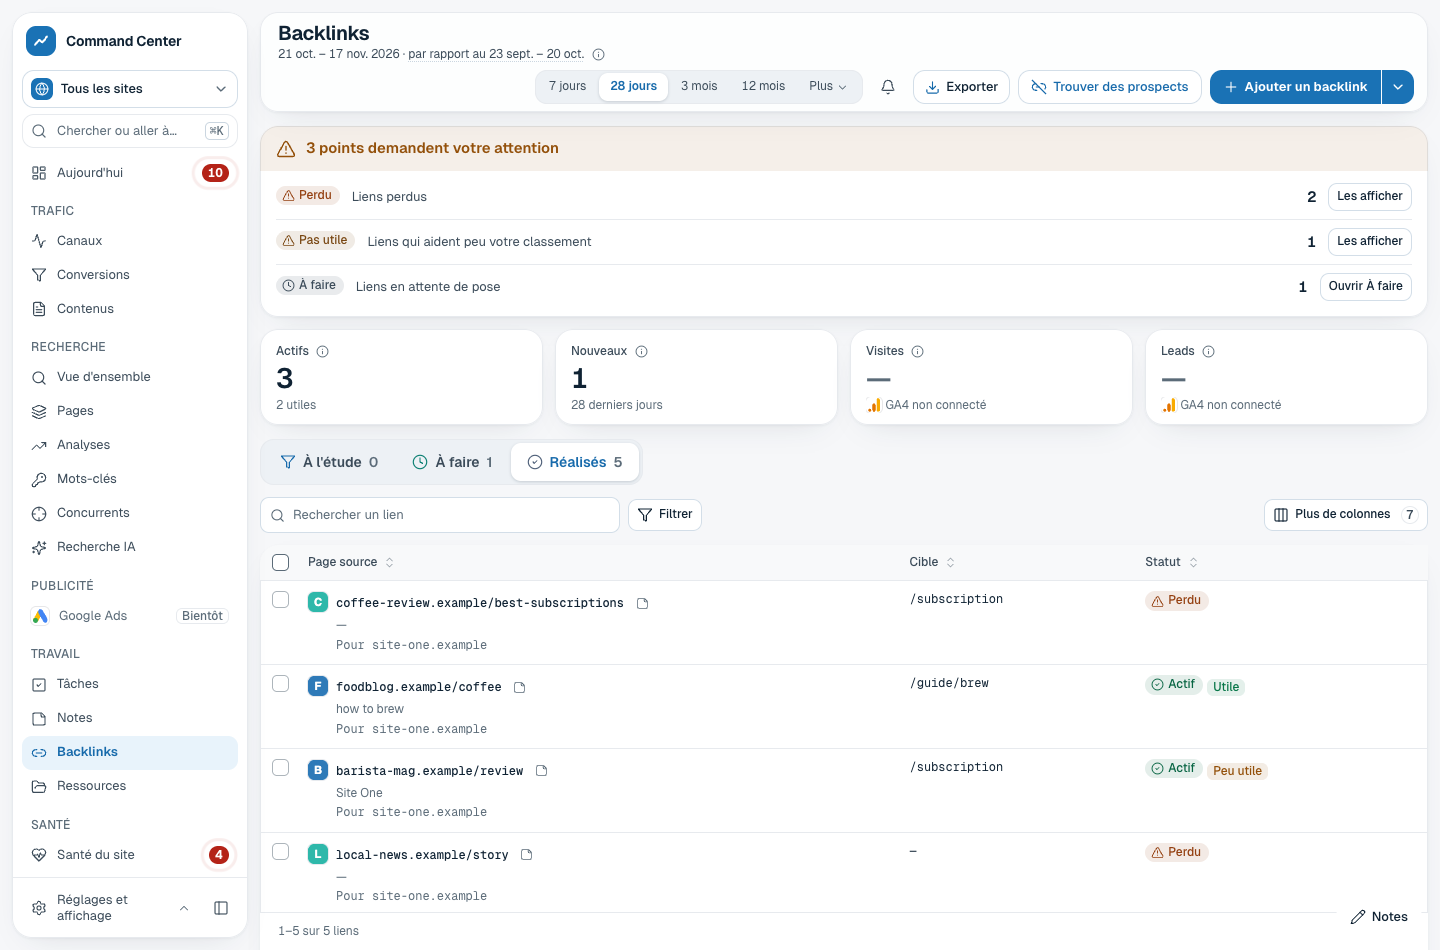 Command Center
Tous les sites
Chercher ou aller à… ⌘K
Aujourd'hui 10
TRAFIC
Canaux
Conversions
Contenus
RECHERCHE
Vue d'ensemble
Pages
Analyses
Mots-clés
Concurrents
Recherche IA
PUBLICITÉ
Google Ads Bientôt
TRAVAIL
Tâches
Notes
Backlinks
Ressources
SANTÉ
Santé du site 4
Réglages et
affichage
Backlinks
21 oct. – 17 nov. 2026 · par rapport au 23 sept. – 20 oct.
7 jours 28 jours 3 mois 12 mois Plus
Exporter
Trouver des prospects
Ajouter un backlink
3 points demandent votre attention
Perdu Liens perdus 2 Les afficher
Pas utile Liens qui aident peu votre classement 1 Les afficher
À faire Liens en attente de pose 1 Ouvrir À faire
Actifs
3
2 utiles
Nouveaux
1
28 derniers jours
Visites
—
GA4 non connecté
Leads
—
GA4 non connecté
À l'étude 0 À faire 1 Réalisés 5
Rechercher un lien
Filtrer
Plus de colonnes 7
Page source Cible Statut
C coffee-review.example/best-subscriptions /subscription Perdu
—
Pour site-one.example
F foodblog.example/coffee /guide/brew Actif Utile
how to brew
Pour site-one.example
B barista-mag.example/review /subscription Actif Peu utile
Site One
Pour site-one.example
L local-news.example/story – Perdu
—
Pour site-one.example
1–5 sur 5 liens
Notes